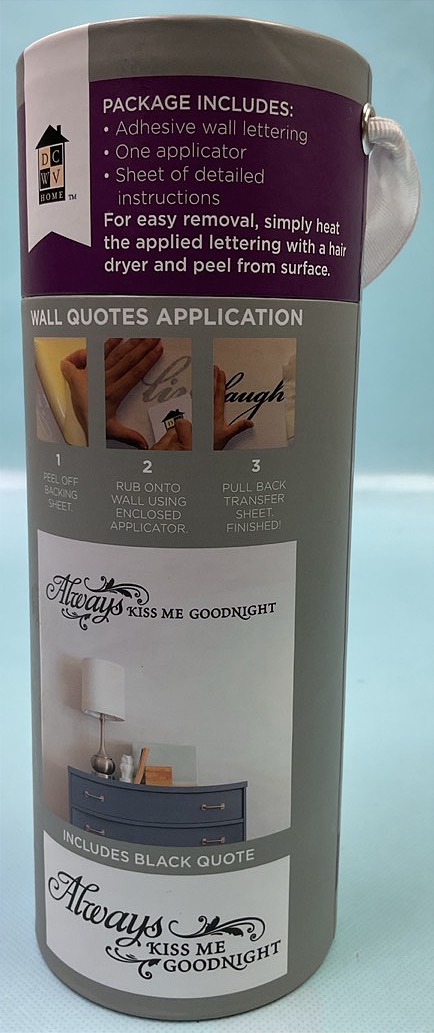 PACKAGE INCLUDES:
• Adhesive wall lettering
• One applicator
• Sheet of detailed
instructions
For easy removal, simply heat
the applied lettering with a hair
dryer and peel from surface.
D C
W V
HOME TM
WALL QUOTES APPLICATION
liv
augh
1
PEEL OFF
BACKING
SHEET.
2
RUB ONTO
WALL USING
ENCLOSED
APPLICATOR.
3
PULL BACK
TRANSFER
SHEET.
FINISHED!
Always KISS ME GOODNIGHT
INCLUDES BLACK QUOTE
Always
KISS ME
GOODNIGHT